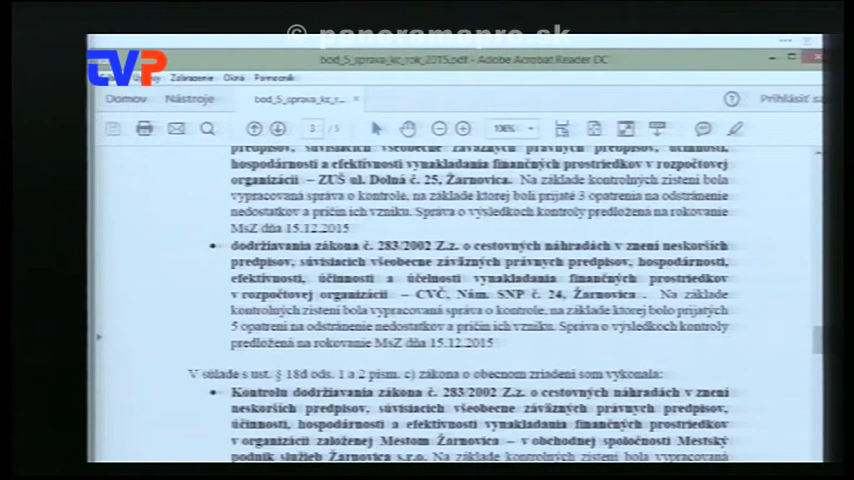 © panoramapro.sk
bod_5_sprava_kc_rok_2015.pdf - Adobe Acrobat Reader DC
tVP
Úpravy Zobrazenie Okná Pomocník
Domov Nástroje bod_5_sprava_kc_r... × Prihlásiť sa
3 / 5 106%
predpisov, súvisiacich všeobecne záväzných právnych predpisov, účinnosti,
hospodárnosti a efektívnosti vynakladania finančných prostriedkov v rozpočtovej
organizácii – ZUŠ ul. Dolná č. 25, Žarnovica. Na základe kontrolných zistení bola
vypracovaná správa o kontrole, na základe ktorej boli prijaté 3 opatrenia na odstránenie
nedostatkov a príčin ich vzniku. Správa o výsledkoch kontroly predložená na rokovanie
MsZ dňa 15.12.2015
• dodržiavania zákona č. 283/2002 Z.z. o cestovných náhradách v znení neskorších
predpisov, súvisiacich všeobecne záväzných právnych predpisov, hospodárnosti,
efektívnosti, účinnosti a účelnosti vynakladania finančných prostriedkov
v rozpočtovej organizácii – CVČ, Nám. SNP č. 24, Žarnovica . Na základe
kontrolných zistení bola vypracovaná správa o kontrole, na základe ktorej bolo prijatých
5 opatrení na odstránenie nedostatkov a príčin ich vzniku. Správa o výsledkoch kontroly
predložená na rokovanie MsZ dňa 15.12.2015
V súlade s ust. § 18d ods. 1 a 2 písm. c) zákona o obecnom zriadení som vykonala:
• Kontrolu dodržiavania zákona č. 283/2002 Z.z. o cestovných náhradách v znení
neskorších predpisov, súvisiacich všeobecne záväzných právnych predpisov,
účinnosti, hospodárnosti a efektívnosti vynakladania finančných prostriedkov
v organizácii založenej Mestom Žarnovica – v obchodnej spoločnosti Mestský
podnik služieb Žarnovica s.r.o. Na základe kontrolných zistení bola vypracovaná